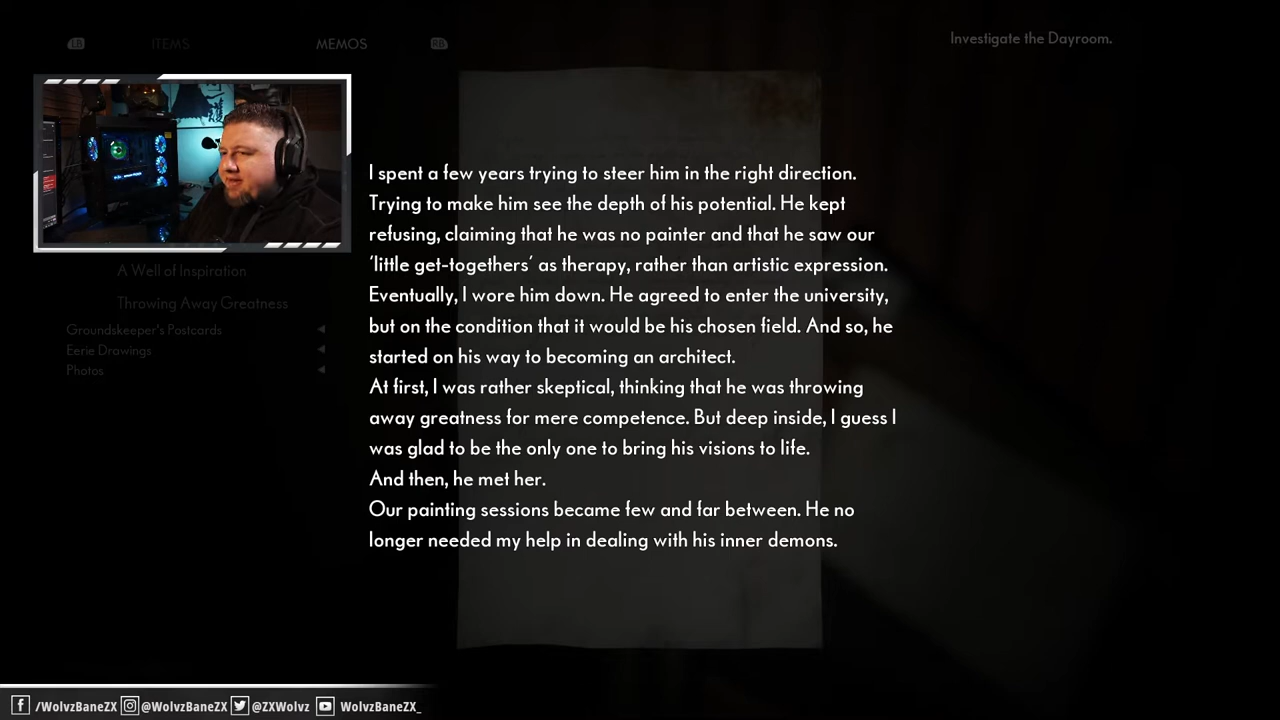 LB ITEMS MEMOS RB
Investigate the Dayroom.
I spent a few years trying to steer him in the right direction.
Trying to make him see the depth of his potential. He kept
refusing, claiming that he was no painter and that he saw our
'little get-togethers' as therapy, rather than artistic expression.
Eventually, I wore him down. He agreed to enter the university,
but on the condition that it would be his chosen field. And so, he
started on his way to becoming an architect.
At first, I was rather skeptical, thinking that he was throwing
away greatness for mere competence. But deep inside, I guess I
was glad to be the only one to bring his visions to life.
And then, he met her.
Our painting sessions became few and far between. He no
longer needed my help in dealing with his inner demons.
A Well of Inspiration
Throwing Away Greatness
Groundskeeper's Postcards
Eerie Drawings
Photos
/WolvzBaneZX @WolvzBaneZX @ZXWolvz WolvzBaneZX_